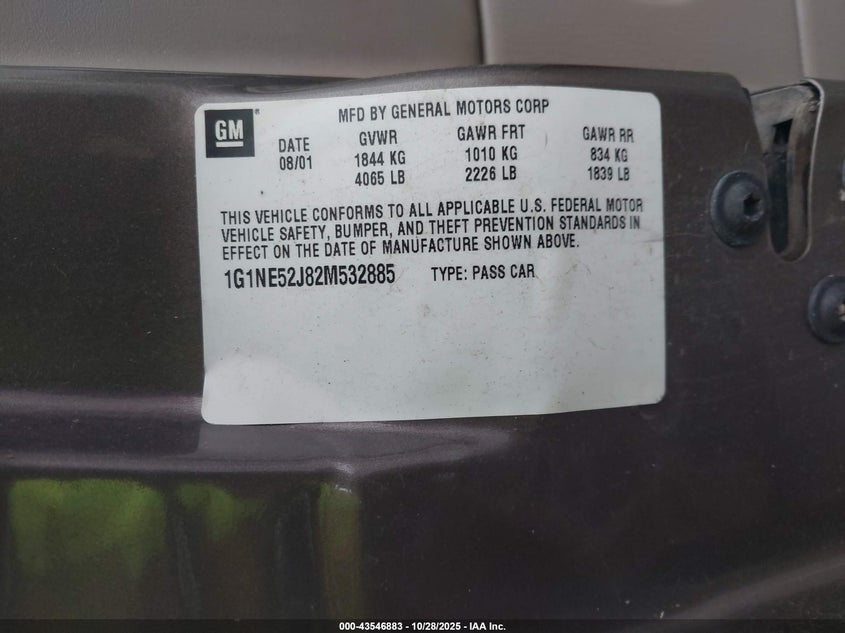 MFD BY GENERAL MOTORS CORP
GM®
DATE GVWR GAWR FRT GAWR RR
08/01 1844 KG 1010 KG 834 KG
4065 LB 2226 LB 1839 LB
THIS VEHICLE CONFORMS TO ALL APPLICABLE U.S. FEDERAL MOTOR
VEHICLE SAFETY, BUMPER, AND THEFT PREVENTION STANDARDS IN
EFFECT ON THE DATE OF MANUFACTURE SHOWN ABOVE.
1G1NE52J82M532885 TYPE: PASS CAR
000-43546883 - 10/28/2025 - IAA Inc.